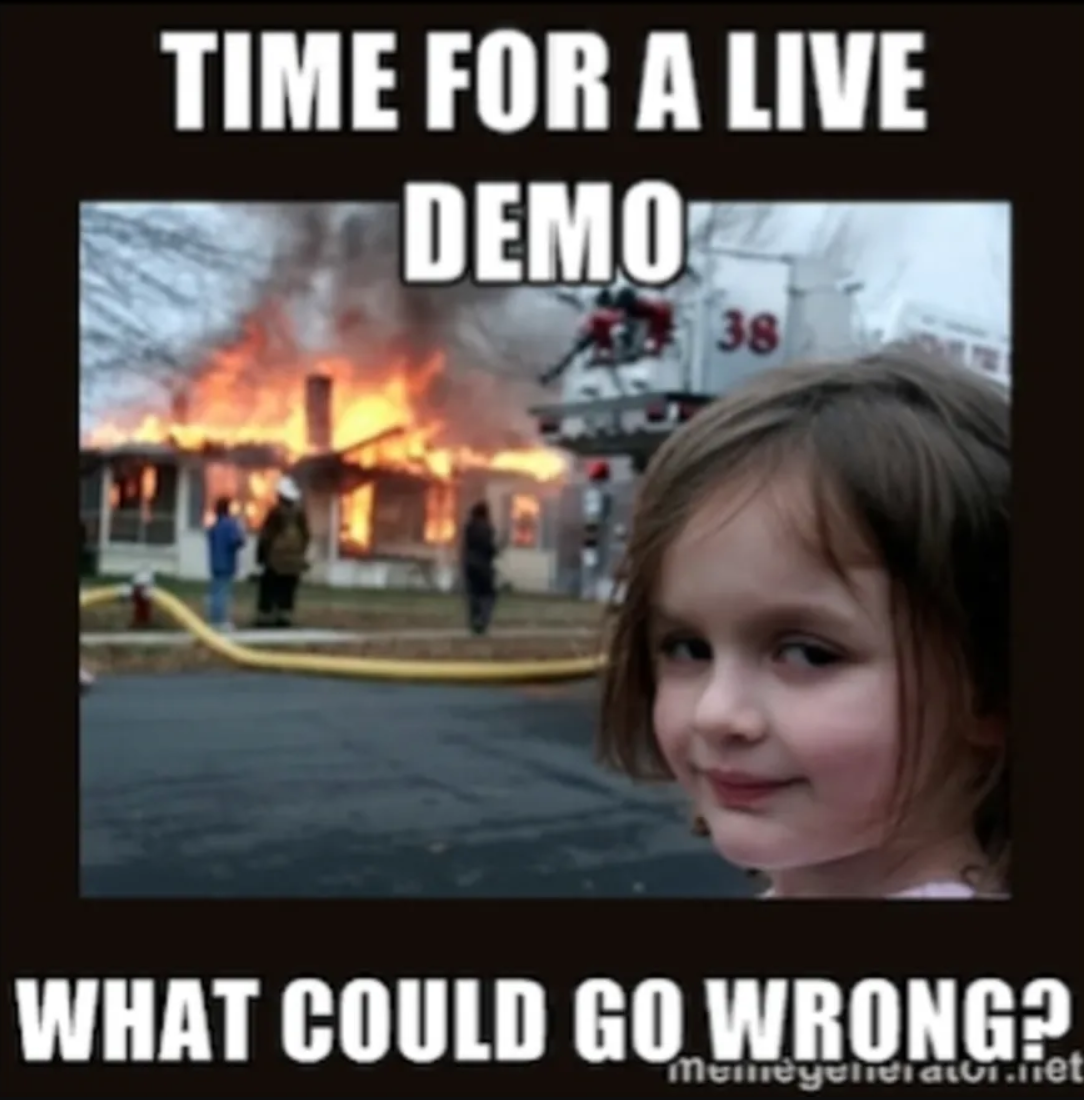 TIME FOR A LIVE
DEMO
38
WHAT COULD GO WRONG?
memegenerator.net